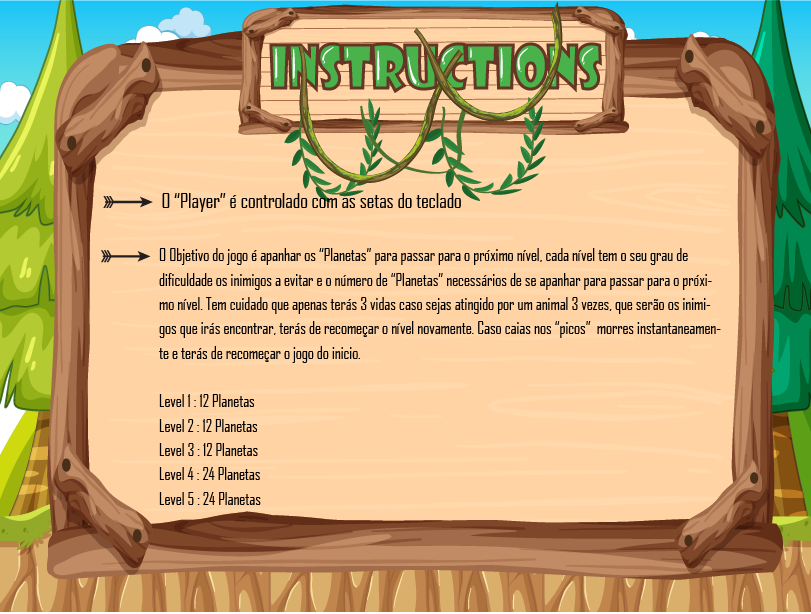 INSTRUCTIONS
O “Player” é controlado com as setas do teclado
O Objetivo do jogo é apanhar os “Planetas” para passar para o próximo nível, cada nível tem o seu grau de
dificuldade os inimigos a evitar e o número de “Planetas” necessários de se apanhar para passar para o próxi-
mo nível. Tem cuidado que apenas terás 3 vidas caso sejas atingido por um animal 3 vezes, que serão os inimi-
gos que irás encontrar, terás de recomeçar o nível novamente. Caso caias nos “picos” morres instantaneamen-
te e terás de recomeçar o jogo do inicio.
Level 1 : 12 Planetas
Level 2 : 12 Planetas
Level 3 : 12 Planetas
Level 4 : 24 Planetas
Level 5 : 24 Planetas